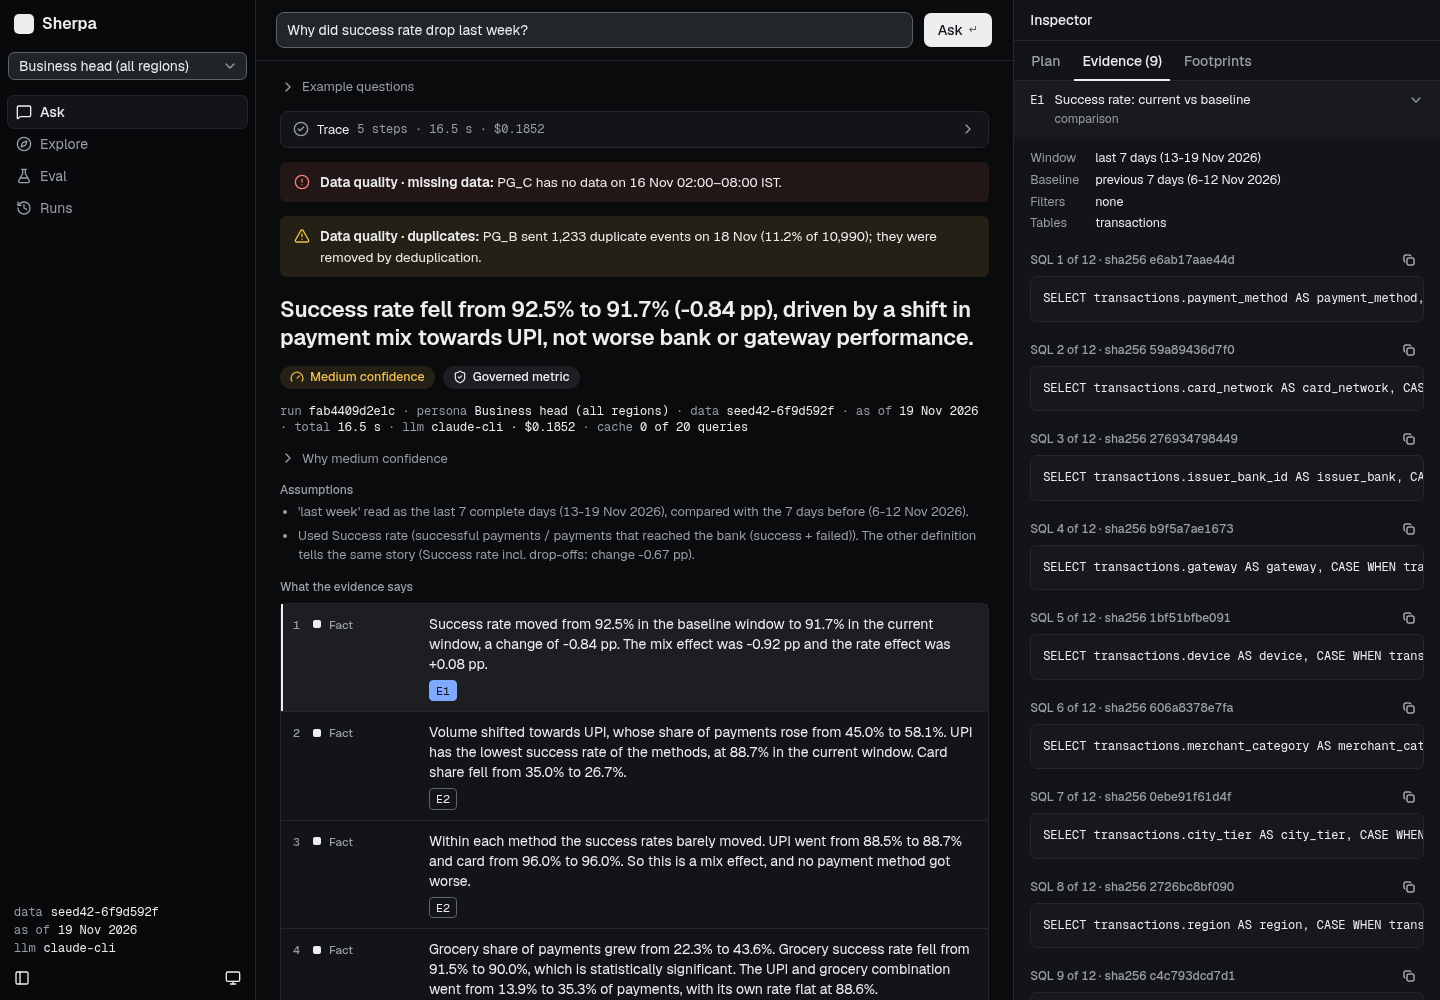 Sherpa
Business head (all regions)
Ask
Explore
Eval
Runs
data seed42-6f9d592f
as of 19 Nov 2026
llm claude-cli
Why did success rate drop last week?
Ask ↵
Example questions
Trace 5 steps · 16.5 s · $0.1852
Data quality · missing data: PG_C has no data on 16 Nov 02:00–08:00 IST.
Data quality · duplicates: PG_B sent 1,233 duplicate events on 18 Nov (11.2% of 10,990); they were
removed by deduplication.
Success rate fell from 92.5% to 91.7% (-0.84 pp), driven by a shift in
payment mix towards UPI, not worse bank or gateway performance.
Medium confidence
Governed metric
run fab4409d2e1c · persona Business head (all regions) · data seed42-6f9d592f · as of 19 Nov 2026
· total 16.5 s · llm claude-cli · $0.1852 · cache 0 of 20 queries
Why medium confidence
Assumptions
• 'last week' read as the last 7 complete days (13-19 Nov 2026), compared with the 7 days before (6-12 Nov 2026).
• Used Success rate (successful payments / payments that reached the bank (success + failed)). The other definition
tells the same story (Success rate incl. drop-offs: change -0.67 pp).
What the evidence says
1 Fact
Success rate moved from 92.5% in the baseline window to 91.7% in the current
window, a change of -0.84 pp. The mix effect was -0.92 pp and the rate effect was
+0.08 pp.
E1
2 Fact
Volume shifted towards UPI, whose share of payments rose from 45.0% to 58.1%. UPI
has the lowest success rate of the methods, at 88.7% in the current window. Card
share fell from 35.0% to 26.7%.
E2
3 Fact
Within each method the success rates barely moved. UPI went from 88.5% to 88.7%
and card from 96.0% to 96.0%. So this is a mix effect, and no payment method got
worse.
E2
4 Fact
Grocery share of payments grew from 22.3% to 43.6%. Grocery success rate fell from
91.5% to 90.0%, which is statistically significant. The UPI and grocery combination
went from 13.9% to 35.3% of payments, with its own rate flat at 88.6%.
Inspector
Plan
Evidence (9)
Footprints
E1 Success rate: current vs baseline
comparison
Window last 7 days (13-19 Nov 2026)
Baseline previous 7 days (6-12 Nov 2026)
Filters none
Tables transactions
SQL 1 of 12 · sha256 e6ab17aae44d
SELECT transactions.payment_method AS payment_method,
SQL 2 of 12 · sha256 59a89436d7f0
SELECT transactions.card_network AS card_network, CAS
SQL 3 of 12 · sha256 276934798449
SELECT transactions.issuer_bank_id AS issuer_bank, CA
SQL 4 of 12 · sha256 b9f5a7ae1673
SELECT transactions.gateway AS gateway, CASE WHEN tra
SQL 5 of 12 · sha256 1bf51bfbe091
SELECT transactions.device AS device, CASE WHEN trans
SQL 6 of 12 · sha256 606a8378e7fa
SELECT transactions.merchant_category AS merchant_cat
SQL 7 of 12 · sha256 0ebe91f61d4f
SELECT transactions.city_tier AS city_tier, CASE WHEN
SQL 8 of 12 · sha256 2726bc8bf090
SELECT transactions.region AS region, CASE WHEN trans
SQL 9 of 12 · sha256 c4c793dcd7d1